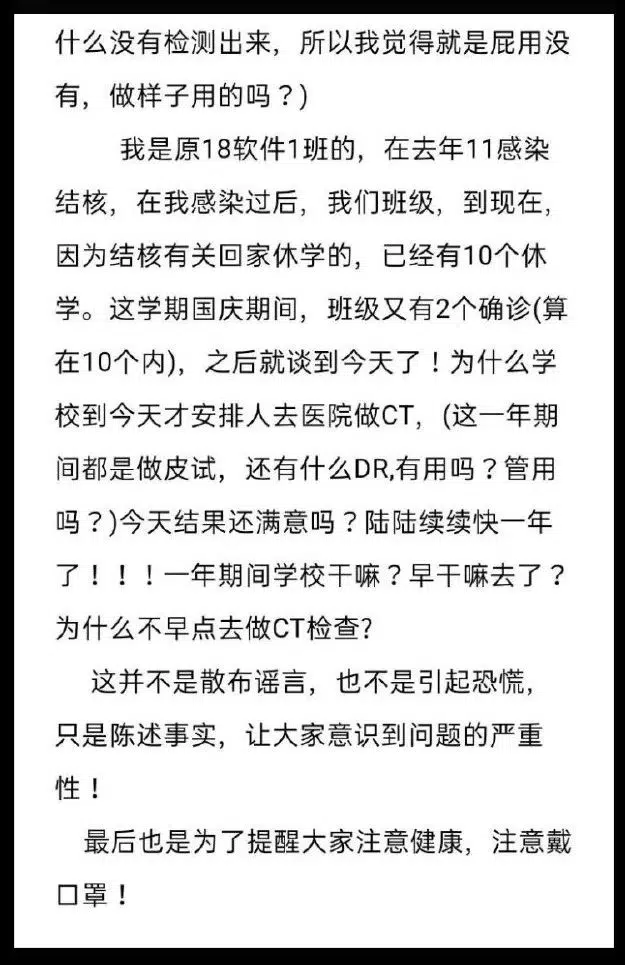 什么没有检测出来，所以我觉得就是屁用没
有，做样子用的吗？)
我是原18软件1班的，在去年11感染
结核，在我感染过后，我们班级，到现在，
因为结核有关回家休学的，已经有10个休
学。这学期国庆期间，班级又有2个确诊(算
在10个内)，之后就谈到今天了！为什么学
校到今天才安排人去医院做CT，(这一年期
间都是做皮试，还有什么DR,有用吗？管用
吗？)今天结果还满意吗？陆陆续续快一年
了！！！一年期间学校干嘛？早干嘛去了？
为什么不早点去做CT检查?
这并不是散布谣言，也不是引起恐慌，
只是陈述事实，让大家意识到问题的严重
性！
最后也是为了提醒大家注意健康，注意戴
口罩！